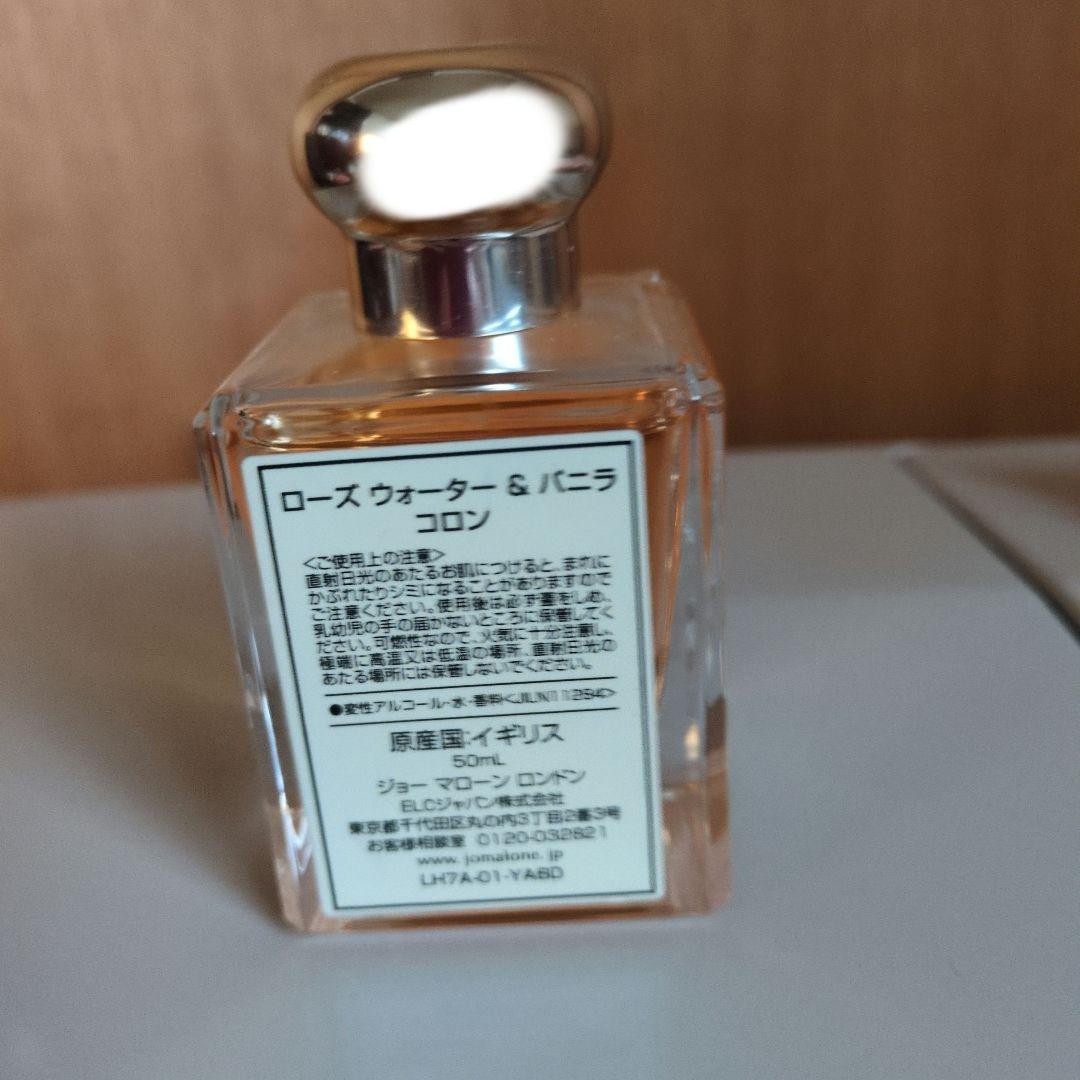 ローズ ウォーター & バニラ
コロン
<ご使用上の注意>
直射日光のあたるお肌につけると、まれに
かぶれたりシミになることがありますので
ご注意ください。使用後は必ず蓋をしめ、
乳幼児の手の届かないところに保管してく
ださい。可燃性なので、火気に十分注意し、
極端に高温又は低温の場所、直射日光の
あたる場所には保管しないでください。
●変性アルコール・水・香料<JILN11284>
原産国:イギリス
50mL
ジョー マローン ロンドン
ELCジャパン株式会社
東京都千代田区丸の内3丁目2番3号
お客様相談室 0120-032821
www.jomalone.jp
LH7A-01-YABD